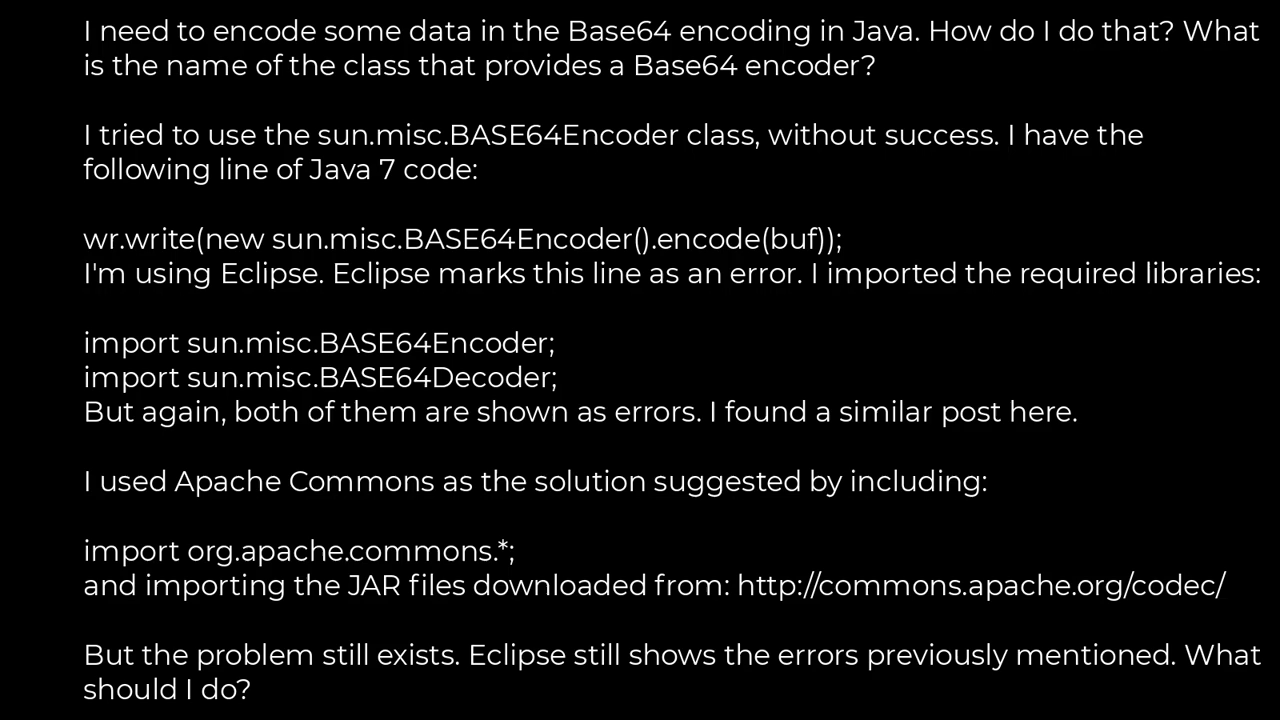 I need to encode some data in the Base64 encoding in Java. How do I do that? What
is the name of the class that provides a Base64 encoder?
I tried to use the sun.misc.BASE64Encoder class, without success. I have the
following line of Java 7 code:
wr.write(new sun.misc.BASE64Encoder().encode(buf));
I'm using Eclipse. Eclipse marks this line as an error. I imported the required libraries:
import sun.misc.BASE64Encoder;
import sun.misc.BASE64Decoder;
But again, both of them are shown as errors. I found a similar post here.
I used Apache Commons as the solution suggested by including:
import org.apache.commons.*;
and importing the JAR files downloaded from: http://commons.apache.org/codec/
But the problem still exists. Eclipse still shows the errors previously mentioned. What
should I do?